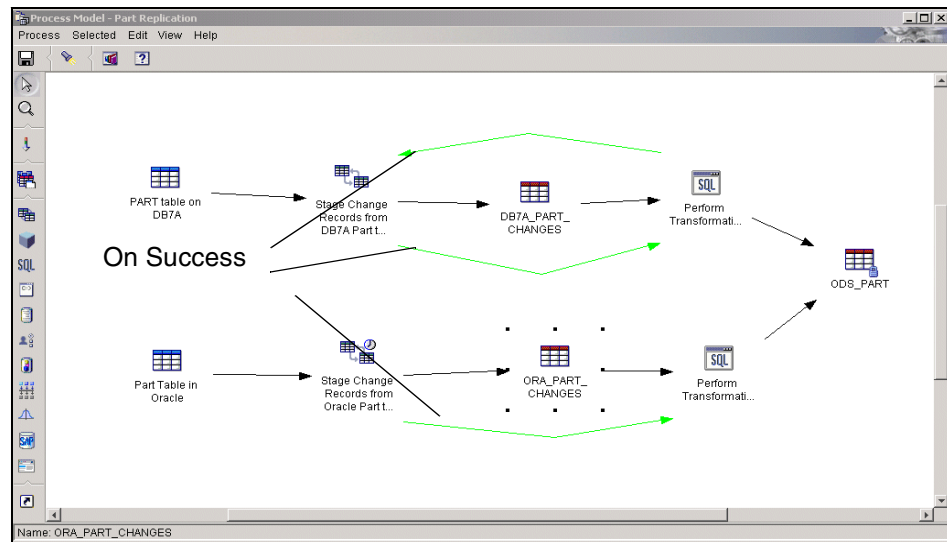 Process Model - Part Replication
Process Selected Edit View Help
PART table on
DB7A
Stage Change
Records from
DB7A Part t...
DB7A_PART_
CHANGES
SQL
Perform
Transformati...
On Success
ODS_PART
SQL
Part Table in
Oracle
Stage Change
Records from
Oracle Part t...
ORA_PART_
CHANGES
SQL
Perform
Transformati...
SAP
Name: ORA_PART_CHANGES